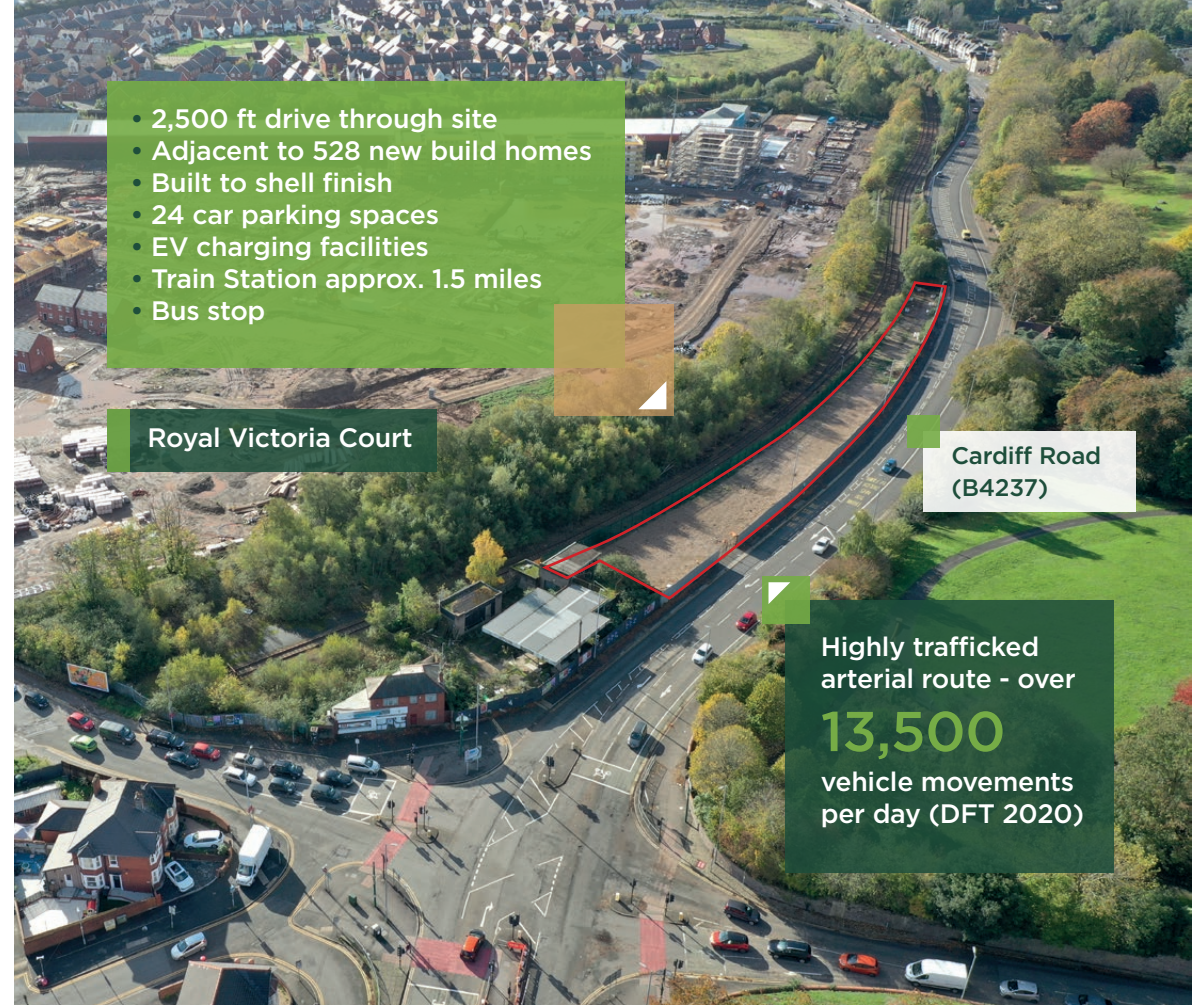 • 2,500 ft drive through site
• Adjacent to 528 new build homes
• Built to shell finish
• 24 car parking spaces
• EV charging facilities
• Train Station approx. 1.5 miles
• Bus stop
Royal Victoria Court
Cardiff Road
(B4237)
Highly trafficked
arterial route - over
13,500
vehicle movements
per day (DFT 2020)